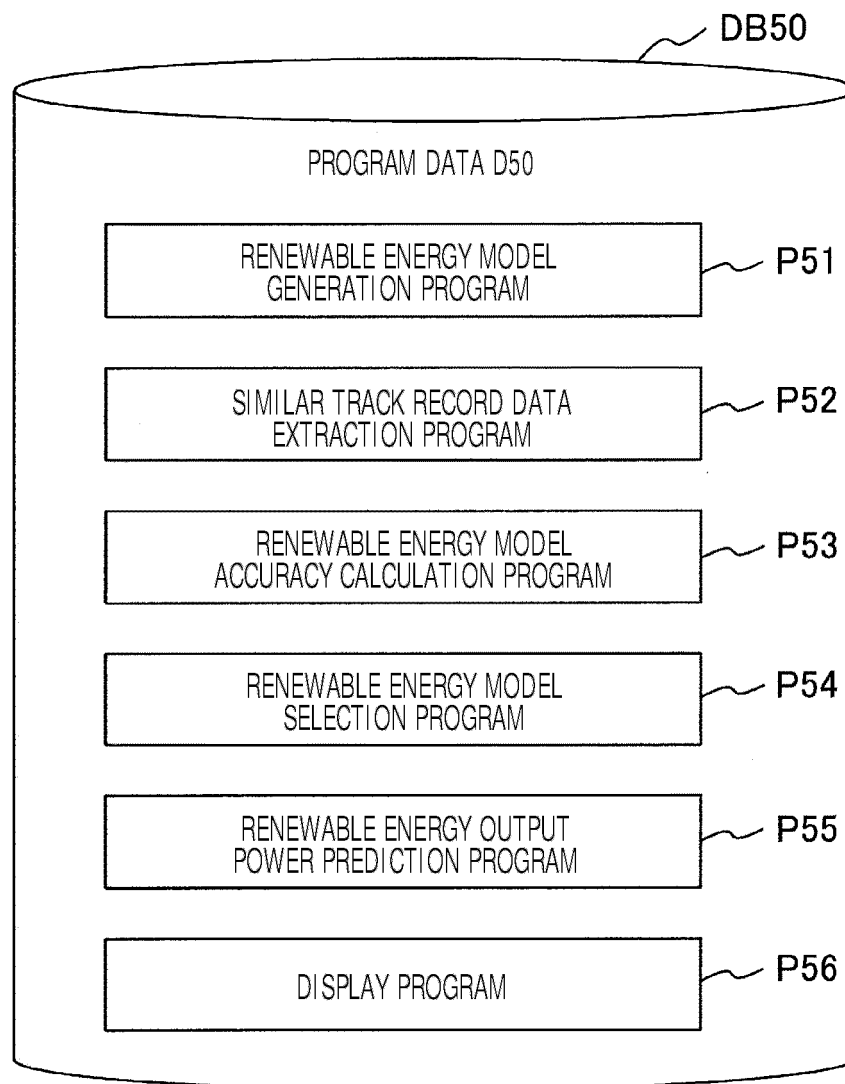 DB50
PROGRAM DATA D50
RENEWABLE ENERGY MODEL
GENERATION PROGRAM
P51
SIMILAR TRACK RECORD DATA
EXTRACTION PROGRAM
P52
RENEWABLE ENERGY MODEL
ACCURACY CALCULATION PROGRAM
P53
RENEWABLE ENERGY MODEL
SELECTION PROGRAM
P54
RENEWABLE ENERGY OUTPUT
POWER PREDICTION PROGRAM
P55
DISPLAY PROGRAM
P56